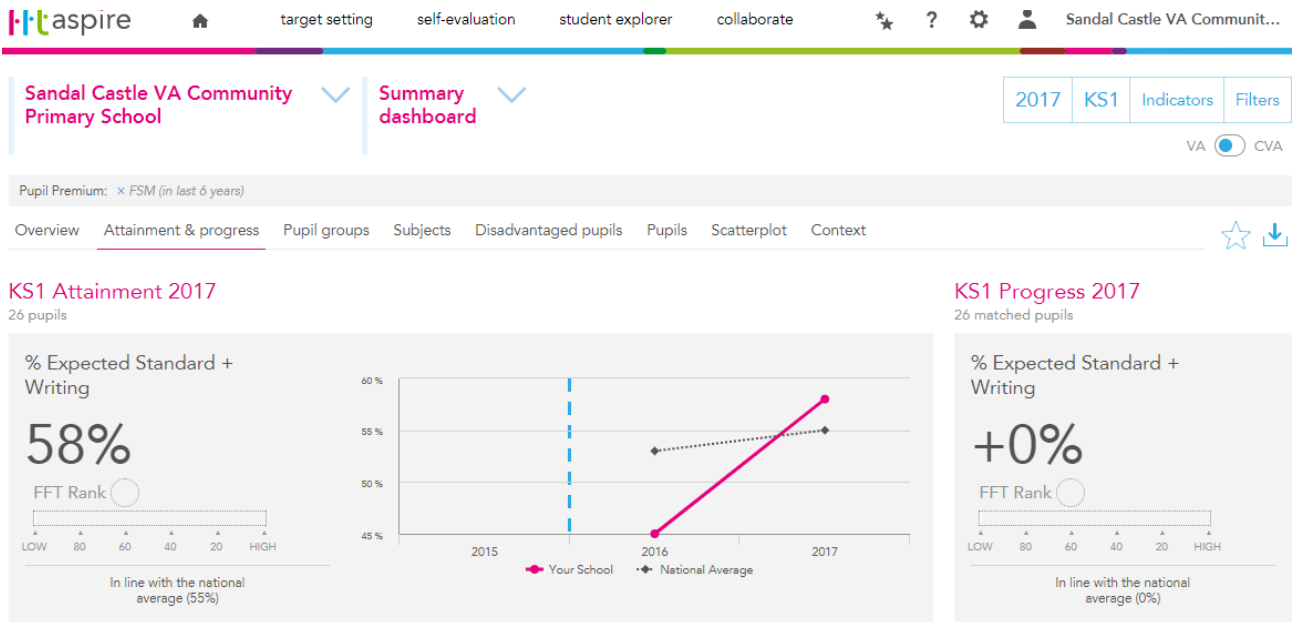 fft aspire
target setting self-evaluation student explorer collaborate ? Sandal Castle VA Communit...
Sandal Castle VA Community
Primary School
Summary
dashboard
2017 KS1 Indicators Filters
VA CVA
Pupil Premium: × FSM (in last 6 years)
Overview Attainment & progress Pupil groups Subjects Disadvantaged pupils Pupils Scatterplot Context
KS1 Attainment 2017
26 pupils
% Expected Standard +
Writing
58%
FFT Rank
LOW 80 60 40 20 HIGH
In line with the national
average (55%)
60 %
55 %
50 %
45 %
2015 2016 2017
Your School National Average
KS1 Progress 2017
26 matched pupils
% Expected Standard +
Writing
+0%
FFT Rank
LOW 80 60 40 20 HIGH
In line with the national
average (0%)